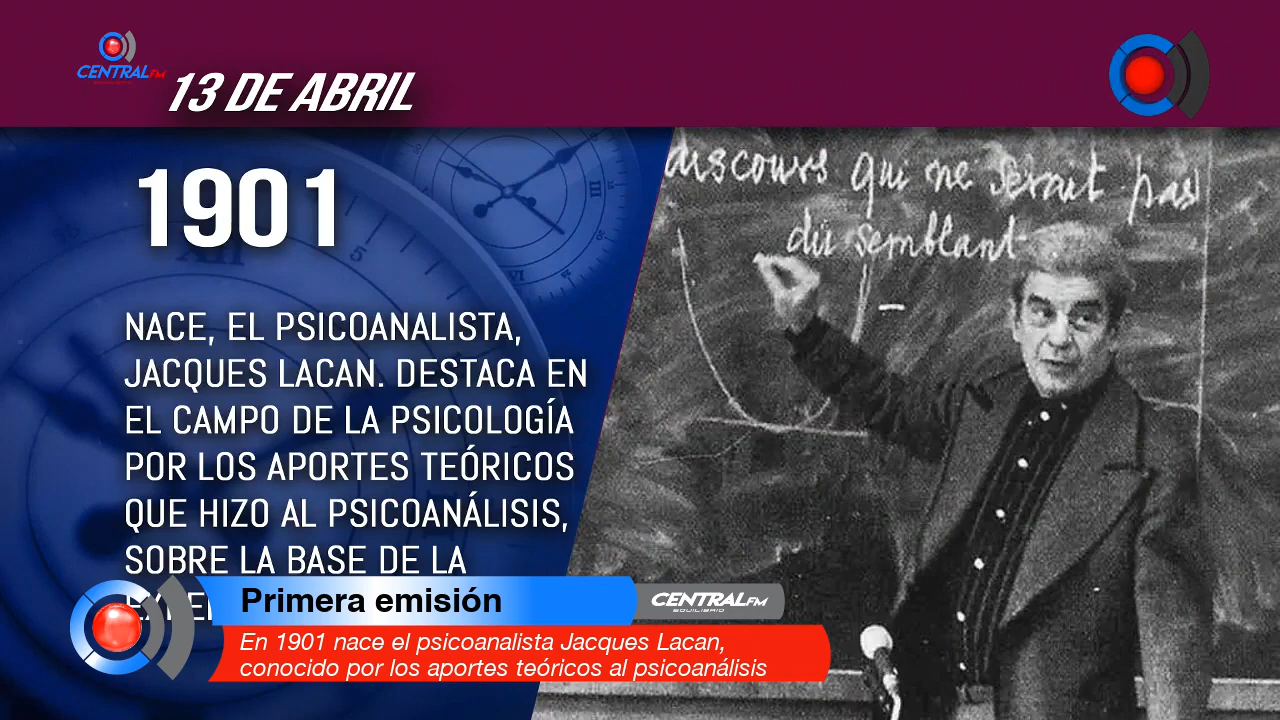 CENTRAL FM
13 DE ABRIL
1901
NACE, EL PSICOANALISTA,
JACQUES LACAN. DESTACA EN
EL CAMPO DE LA PSICOLOGÍA
POR LOS APORTES TEÓRICOS
QUE HIZO AL PSICOANÁLISIS,
SOBRE LA BASE DE LA
discours qui ne serait pas
du semblant
Primera emisión
CENTRAL FM
EQUILIBRIO
En 1901 nace el psicoanalista Jacques Lacan,
conocido por los aportes teóricos al psicoanálisis